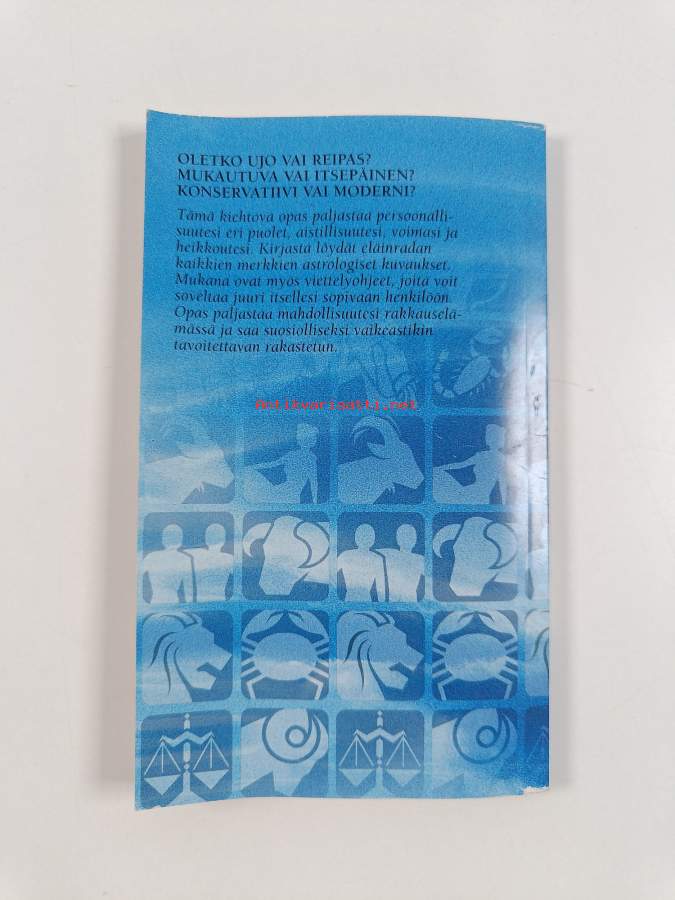 OLETKO UJO VAI REIPAS?
MUKAUTUVA VAI ITSEPÄINEN?
KONSERVATIIVI VAI MODERNI?
Tämä kiehtova opas paljastaa persoonalli-
suutesi eri puolet, aistillisuutesi, voimasi ja
heikkoutesi. Kirjasta löydät eläinradan
kaikkien merkkien astrologiset kuvaukset.
Mukana ovat myös viettelyohjeet, joita voit
soveltaa juuri itsellesi sopivaan henkilöön.
Opas paljastaa mahdollisuutesi rakkauselä-
mässä ja saa suosiolliseksi vaikeastikin
tavoitettavan rakastetun.
Antikvariaatti.net